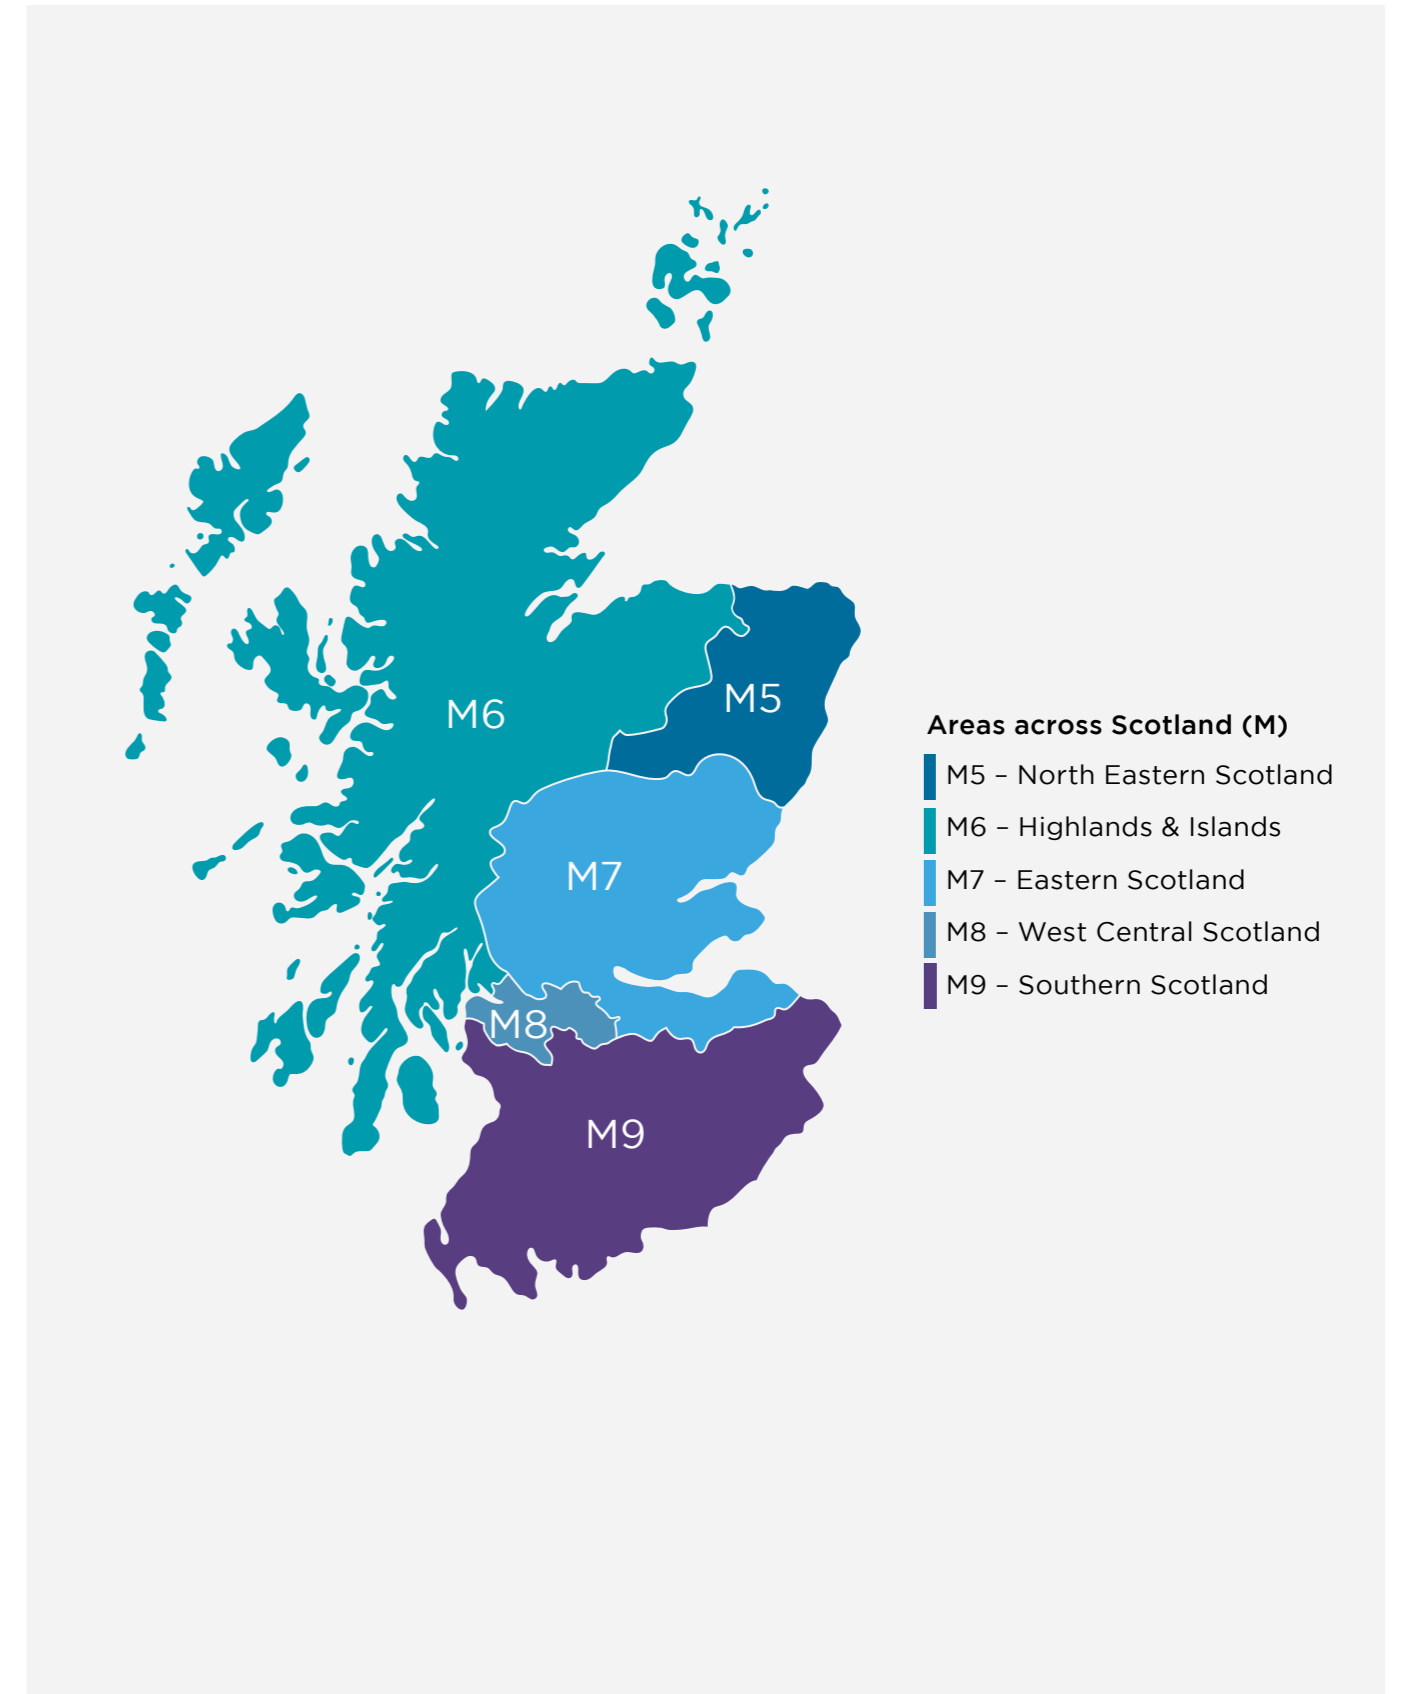 M6
M5
M7
M8
M9
Areas across Scotland (M)
M5 – North Eastern Scotland
M6 – Highlands & Islands
M7 – Eastern Scotland
M8 – West Central Scotland
M9 – Southern Scotland